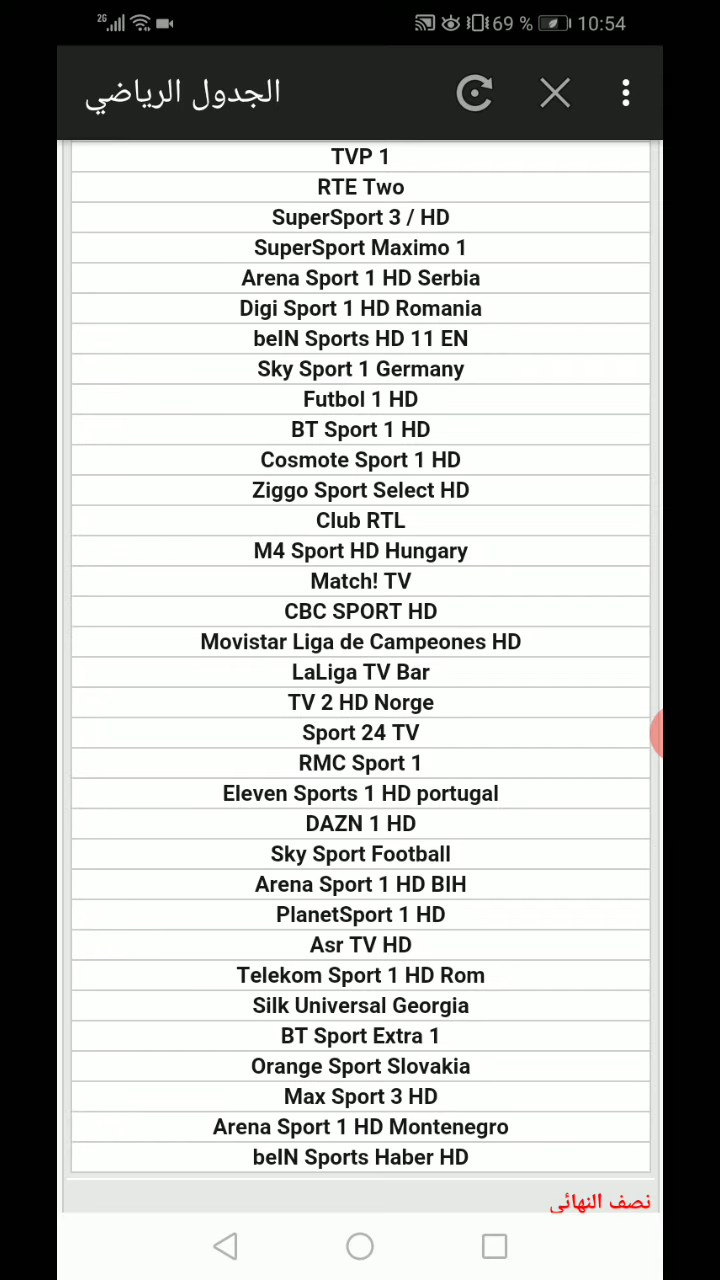 2G 69 % 10:54
الجدول الرياضي
TVP 1
RTE Two
SuperSport 3 / HD
SuperSport Maximo 1
Arena Sport 1 HD Serbia
Digi Sport 1 HD Romania
beIN Sports HD 11 EN
Sky Sport 1 Germany
Futbol 1 HD
BT Sport 1 HD
Cosmote Sport 1 HD
Ziggo Sport Select HD
Club RTL
M4 Sport HD Hungary
Match! TV
CBC SPORT HD
Movistar Liga de Campeones HD
LaLiga TV Bar
TV 2 HD Norge
Sport 24 TV
RMC Sport 1
Eleven Sports 1 HD portugal
DAZN 1 HD
Sky Sport Football
Arena Sport 1 HD BIH
PlanetSport 1 HD
Asr TV HD
Telekom Sport 1 HD Rom
Silk Universal Georgia
BT Sport Extra 1
Orange Sport Slovakia
Max Sport 3 HD
Arena Sport 1 HD Montenegro
beIN Sports Haber HD
نصف النهائي